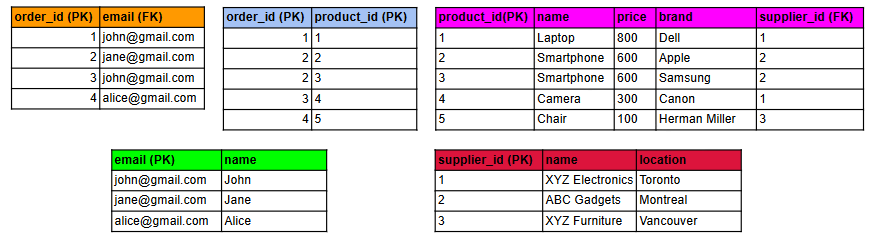 order_id (PK) email (FK)
1 john@gmail.com
2 jane@gmail.com
3 john@gmail.com
4 alice@gmail.com
order_id (PK) product_id (PK)
1 1
2 2
2 3
3 4
4 5
product_id(PK) name price brand supplier_id (FK)
1 Laptop 800 Dell 1
2 Smartphone 600 Apple 2
3 Smartphone 600 Samsung 2
4 Camera 300 Canon 1
5 Chair 100 Herman Miller 3
email (PK) name
john@gmail.com John
jane@gmail.com Jane
alice@gmail.com Alice
supplier_id (PK) name location
1 XYZ Electronics Toronto
2 ABC Gadgets Montreal
3 XYZ Furniture Vancouver